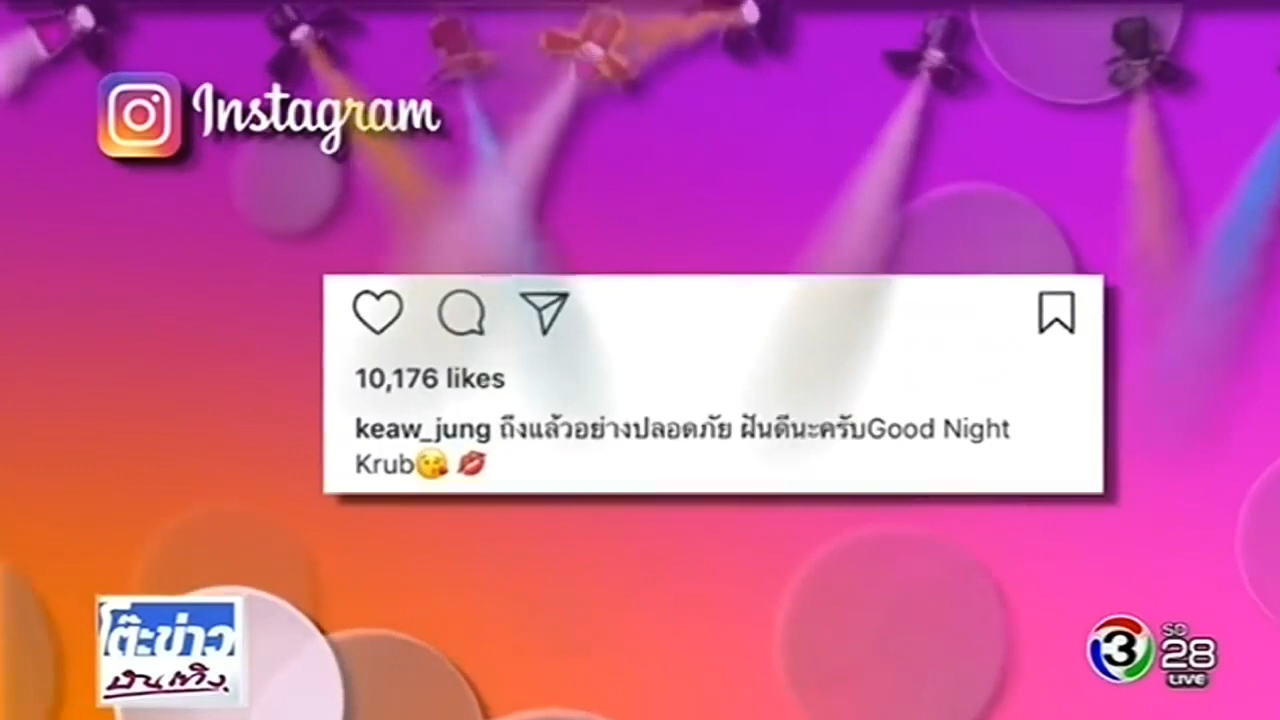 Instagram
10,176 likes
keaw_jung ถึงแล้วอย่างปลอดภัย ฝันดีนะครับGood Night
Krub😘 💋
โต๊ะข่าว
บันเทิง
3 SD
28
LIVE